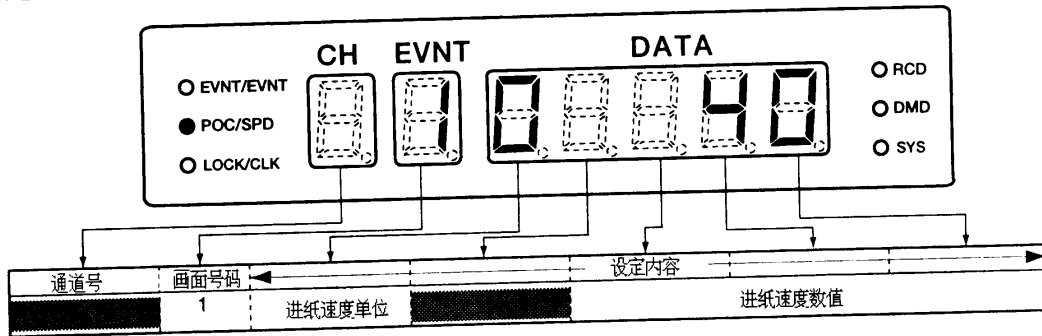 CH EVNT DATA
EVNT/EVNT
POC/SPD
LOCK/CLK
1 0 4 0
RCD
DMD
SYS
通道号 画面号码 设定内容
1 进纸速度单位 进纸速度数值